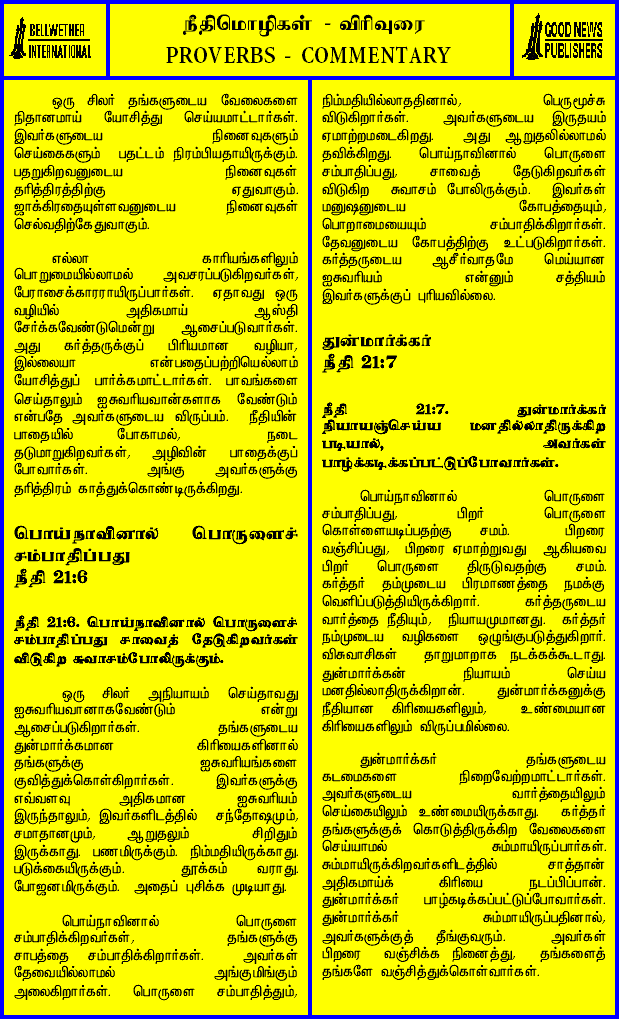 BELLWETHER
INTERNATIONAL
நீதிமொழிகள் - விரிவுரை
PROVERBS - COMMENTARY
GOOD NEWS
PUBLISHERS
ஒரு சிலர் தங்களுடைய வேலைகளை
நிதானமாய் யோசித்து செய்யமாட்டார்கள்.
இவர்களுடைய நினைவுகளும்
செய்கைகளும் பதட்டம் நிரம்பியதாயிருக்கும்.
பதறுகிறவனுடைய நினைவுகள்
தரித்திரத்திற்கு ஏதுவாகும்.
ஜாக்கிரதையுள்ளவனுடைய நினைவுகள்
செல்வதிற்கேதுவாகும்.
எல்லா காரியங்களிலும்
பொறுமையில்லாமல் அவசரப்படுகிறவர்கள்,
பேராசைக்காரராயிருப்பார்கள். ஏதாவது ஒரு
வழியில் அதிகமாய் ஆஸ்தி
சேர்க்கவேண்டுமென்று ஆசைப்படுவார்கள்.
அது கர்த்தருக்குப் பிரியமான வழியா,
இல்லையா என்பதைப்பற்றியெல்லாம்
யோசித்துப் பார்க்கமாட்டார்கள். பாவங்களை
செய்தாலும் ஐசுவரியவான்களாக வேண்டும்
என்பதே அவர்களுடைய விருப்பம். நீதியின்
பாதையில் போகாமல், நடை
தடுமாறுகிறவர்கள், அழிவின் பாதைக்குப்
போவார்கள். அங்கு அவர்களுக்கு
தரித்திரம் காத்துக்கொண்டிருக்கிறது.
பொய்நாவினால் பொருளைச்
சம்பாதிப்பது
நீதி 21:6
நீதி 21:6. பொய்நாவினால் பொருளைச்
சம்பாதிப்பது சாவைத் தேடுகிறவர்கள்
விடுகிற சுவாசம்போலிருக்கும்.
ஒரு சிலர் அநியாயம் செய்தாவது
ஐசுவரியவானாகவேண்டும் என்று
ஆசைப்படுகிறார்கள். தங்களுடைய
துன்மார்க்கமான கிரியைகளினால்
தங்களுக்கு ஐசுவரியங்களை
குவித்துக்கொள்கிறார்கள். இவர்களுக்கு
எவ்வளவு அதிகமான ஐசுவரியம்
இருந்தாலும், இவர்களிடத்தில் சந்தோஷமும்,
சமாதானமும், ஆறுதலும் சிறிதும்
இருக்காது. பணமிருக்கும். நிம்மதியிருக்காது.
படுக்கையிருக்கும். தூக்கம் வராது.
போஜனமிருக்கும். அதைப் புசிக்க முடியாது.
பொய்நாவினால் பொருளை
சம்பாதிக்கிறவர்கள், தங்களுக்கு
சாபத்தை சம்பாதிக்கிறார்கள். அவர்கள்
தேவையில்லாமல் அங்குமிங்கும்
அலைகிறார்கள். பொருளை சம்பாதித்தும்,
நிம்மதியில்லாததினால், பெருமூச்சு
விடுகிறார்கள். அவர்களுடைய இருதயம்
ஏமாற்றமடைகிறது. அது ஆறுதலில்லாமல்
தவிக்கிறது. பொய்நாவினால் பொருளை
சம்பாதிப்பது, சாவைத் தேடுகிறவர்கள்
விடுகிற சுவாசம் போலிருக்கும். இவர்கள்
மனுஷனுடைய கோபத்தையும்,
பொறாமையையும் சம்பாதிக்கிறார்கள்.
தேவனுடைய கோபத்திற்கு உட்படுகிறார்கள்.
கர்த்தருடைய ஆசீர்வாதமே மெய்யான
ஐசுவரியம் என்னும் சத்தியம்
இவர்களுக்குப் புரியவில்லை.
துன்மார்க்கர்
நீதி 21:7
நீதி 21:7. துன்மார்க்கர்
நியாயஞ்செய்ய மனதில்லாதிருக்கிற
படியால், அவர்கள்
பாழ்க்கடிக்கப்பட்டுப்போவார்கள்.
பொய்நாவினால் பொருளை
சம்பாதிப்பது, பிறர் பொருளை
கொள்ளையடிப்பதற்கு சமம். பிறரை
வஞ்சிப்பது, பிறரை ஏமாற்றுவது ஆகியவை
பிறர் பொருளை திருடுவதற்கு சமம்.
கர்த்தர் தம்முடைய பிரமாணத்தை நமக்கு
வெளிப்படுத்தியிருக்கிறார். கர்த்தருடைய
வார்த்தை நீதியும், நியாயமுமானது. கர்த்தர்
நம்முடைய வழிகளை ஒழுங்குபடுத்துகிறார்.
விசுவாசிகள் தாறுமாறாக நடக்கக்கூடாது.
துன்மார்க்கன் நியாயம் செய்ய
மனதில்லாதிருக்கிறான். துன்மார்க்கனுக்கு
நீதியான கிரியைகளிலும், உண்மையான
கிரியைகளிலும் விருப்பமில்லை.
துன்மார்க்கர் தங்களுடைய
கடமைகளை நிறைவேற்றமாட்டார்கள்.
அவர்களுடைய வார்த்தையிலும்
செய்கையிலும் உண்மையிருக்காது. கர்த்தர்
தங்களுக்குக் கொடுத்திருக்கிற வேலைகளை
செய்யாமல் சும்மாயிருப்பார்கள்.
சும்மாயிருக்கிறவர்களிடத்தில் சாத்தான்
அதிகமாய்க் கிரியை நடப்பிப்பான்.
துன்மார்க்கர் பாழ்கடிக்கப்பட்டுப்போவார்கள்.
துன்மார்க்கர் சும்மாயிருப்பதினால்,
அவர்களுக்குத் தீங்குவரும். அவர்கள்
பிறரை வஞ்சிக்க நினைத்து, தங்களைத்
தங்களே வஞ்சித்துக்கொள்வார்கள்.